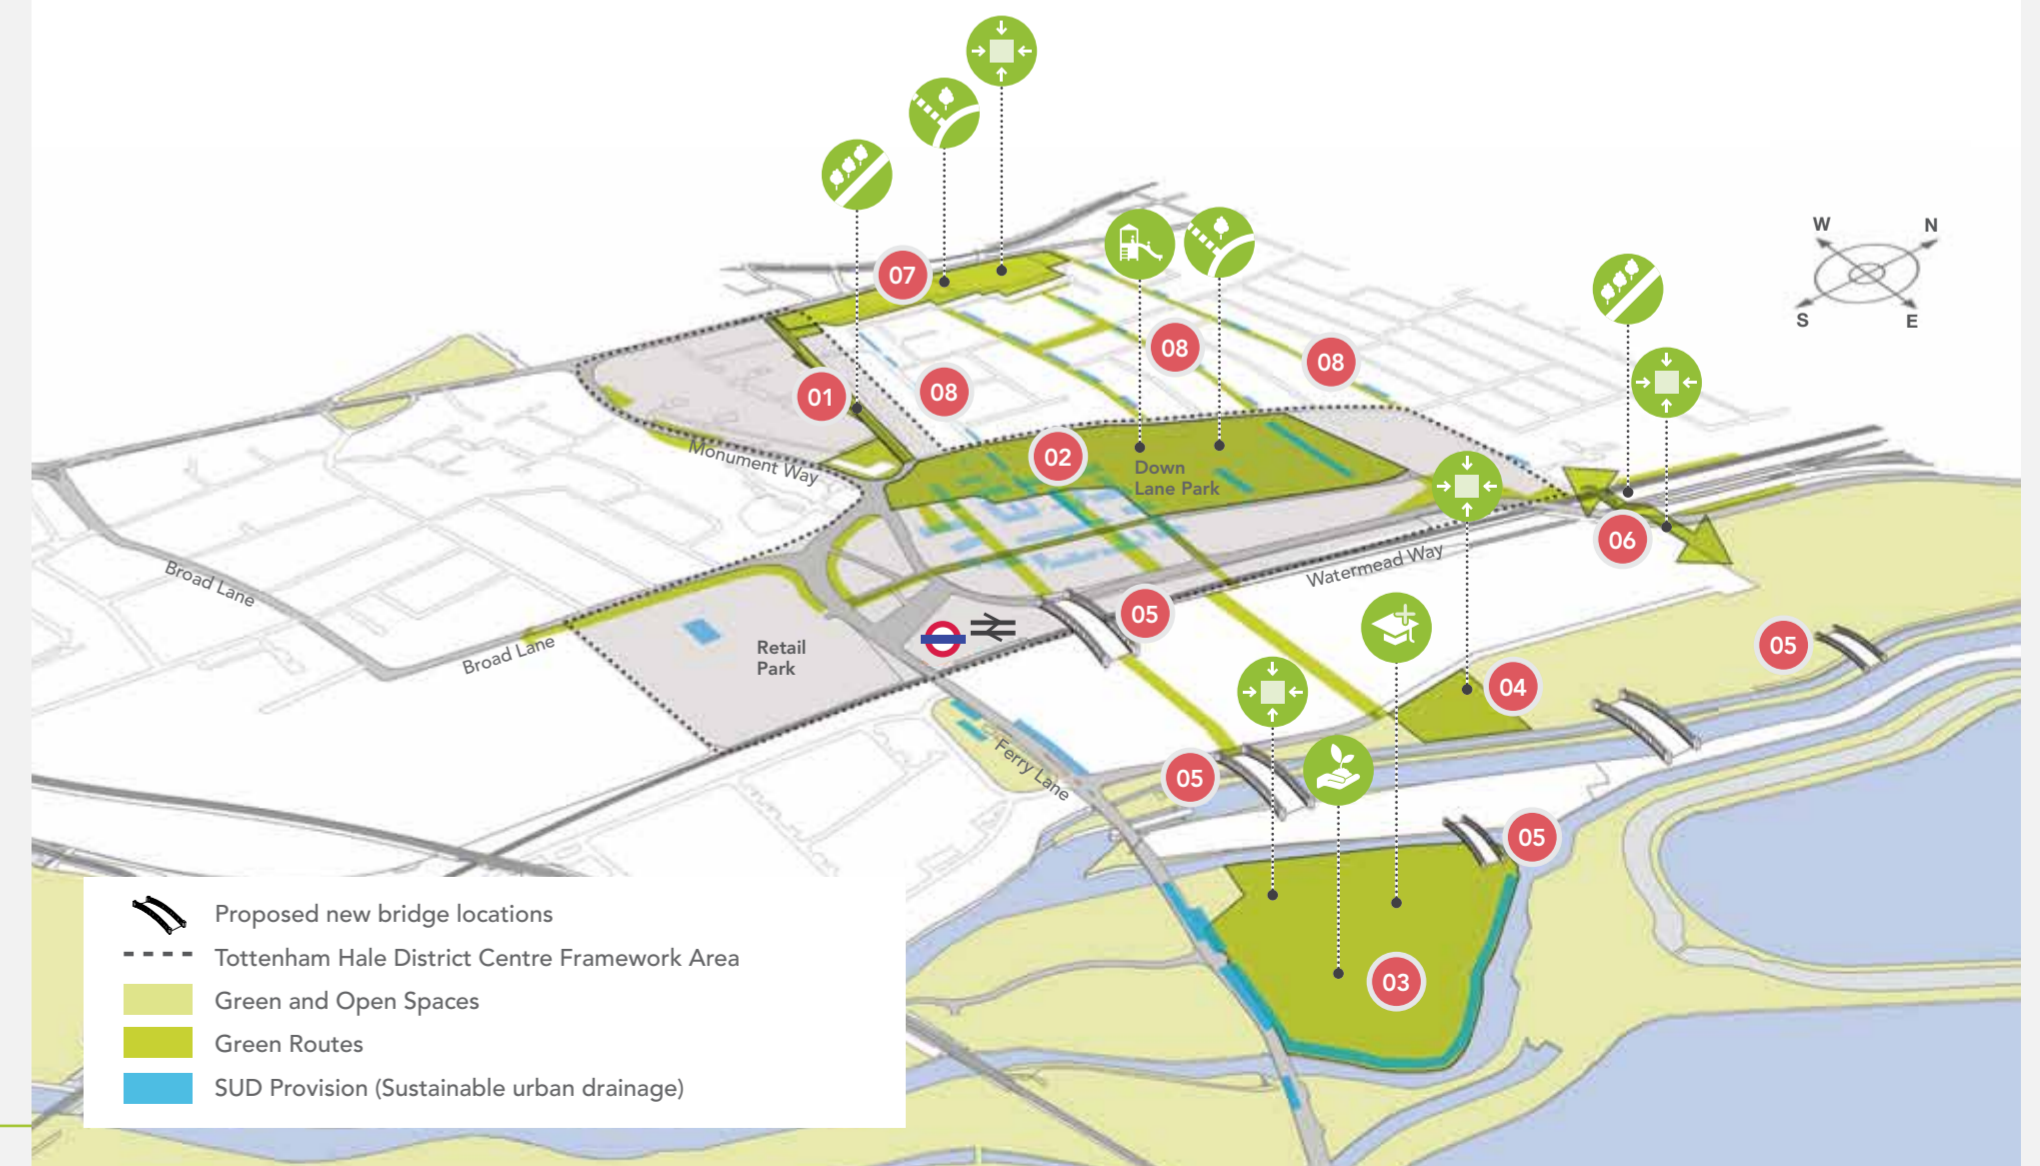 W
N
S
E
07
01
08
08
08
Monument Way
02
Down
Lane Park
06
Broad Lane
Watermead Way
05
Broad Lane
Retail
Park
05
04
Ferry Lane
05
05
03
Proposed new bridge locations
Tottenham Hale District Centre Framework Area
Green and Open Spaces
Green Routes
SUD Provision (Sustainable urban drainage)